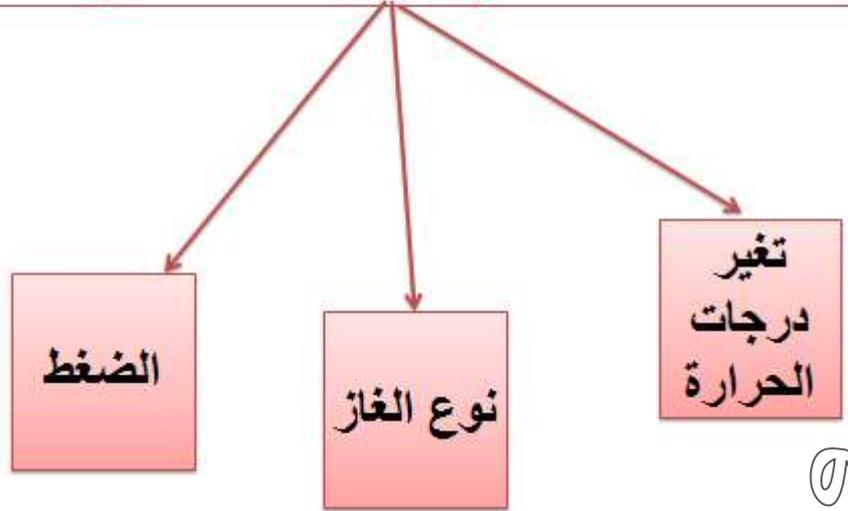 تغير
درجات
الحرارة
نوع الغاز
الضغط